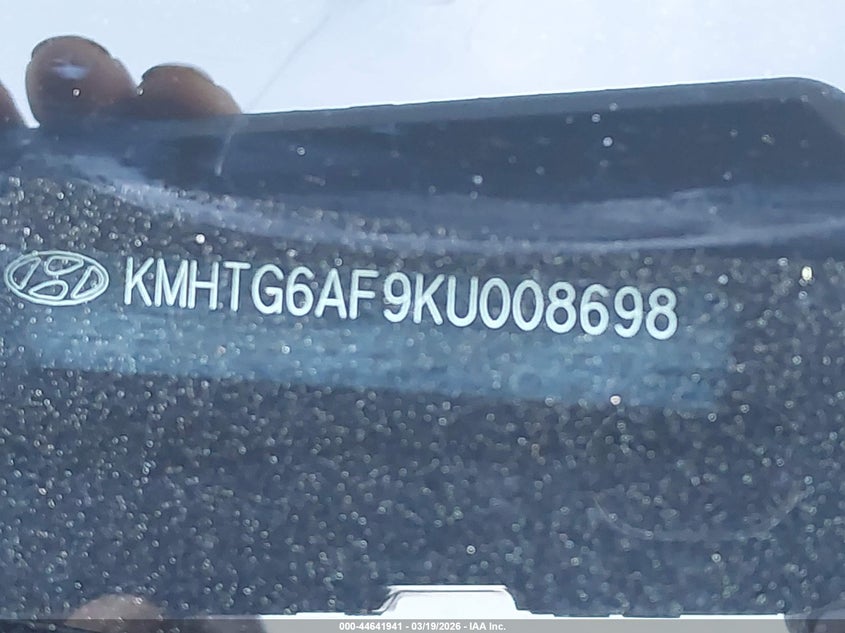 KMHTG6AF9KU008698
000-44641941 - 03/19/2026 - IAA Inc.